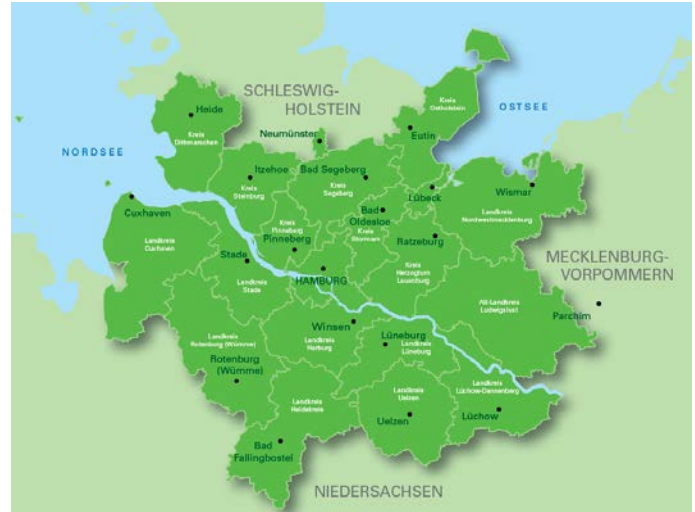 SCHLESWIG-
HOLSTEIN
OSTSEE
NORDSEE
Heide
Kreis
Dithmarschen
Neumünster
Kreis
Ostholstein
Eutin
Itzehoe
Kreis
Steinburg
Bad Segeberg
Kreis
Segeberg
Lübeck
Wismar
Landkreis
Nordwestmecklenburg
Cuxhaven
Landkreis
Cuxhaven
Kreis
Pinneberg
Pinneberg
Bad
Oldesloe
Kreis
Stormarn
Ratzeburg
Kreis
Herzogtum
Lauenburg
Stade
Landkreis
Stade
HAMBURG
MECKLENBURG-
VORPOMMERN
Alt-Landkreis
Ludwigslust
Parchim
Landkreis
Rotenburg (Wümme)
Rotenburg
(Wümme)
Winsen
Landkreis
Harburg
Lüneburg
Landkreis
Lüneburg
Landkreis
Heidekreis
Landkreis
Uelzen
Uelzen
Landkreis
Lüchow-Dannenberg
Lüchow
Bad
Fallingbostel
NIEDERSACHSEN